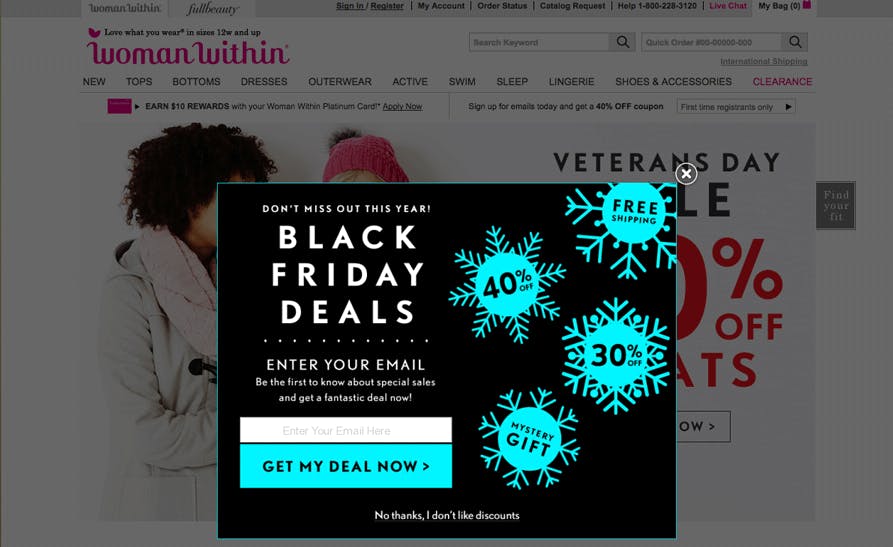 woman within
fullbeauty
Sign In / Register | My Account | Order Status | Catalog Request | Help 1-800-228-3120 | Live Chat My Bag (0)
Love what you wear® in sizes 12w and up
woman within®
Search Keyword
Quick Order #00-00000-000
International Shipping
NEW TOPS BOTTOMS DRESSES OUTERWEAR ACTIVE SWIM SLEEP LINGERIE SHOES & ACCESSORIES CLEARANCE
EARN $10 REWARDS with your Woman Within Platinum Card!* Apply Now
Sign up for emails today and get a 40% OFF coupon
First time registrants only
VETERANS DAY
LE
0%
OFF
ATS
OW >
Find
your
fit
DON'T MISS OUT THIS YEAR!
BLACK
FRIDAY
DEALS
ENTER YOUR EMAIL
Be the first to know about special sales
and get a fantastic deal now!
Enter Your Email Here
GET MY DEAL NOW >
FREE
SHIPPING
40% OFF
30% OFF
MYSTERY
GIFT
No thanks, I don't like discounts